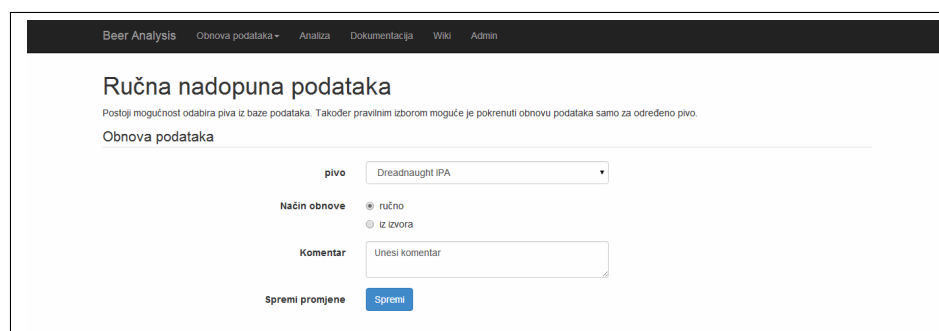 Beer Analysis Obnova podataka Analiza Dokumentacija Wiki Admin
Ručna nadopuna podataka
Postoji mogućnost odabira piva iz baze podataka. Također pravilnim izborom moguće je pokrenuti obnovu podataka samo za određeno pivo.
Obnova podataka
pivo Dreadnaught IPA
Način obnove ručno
iz izvora
Komentar Unesi komentar
Spremi promjene Spremi